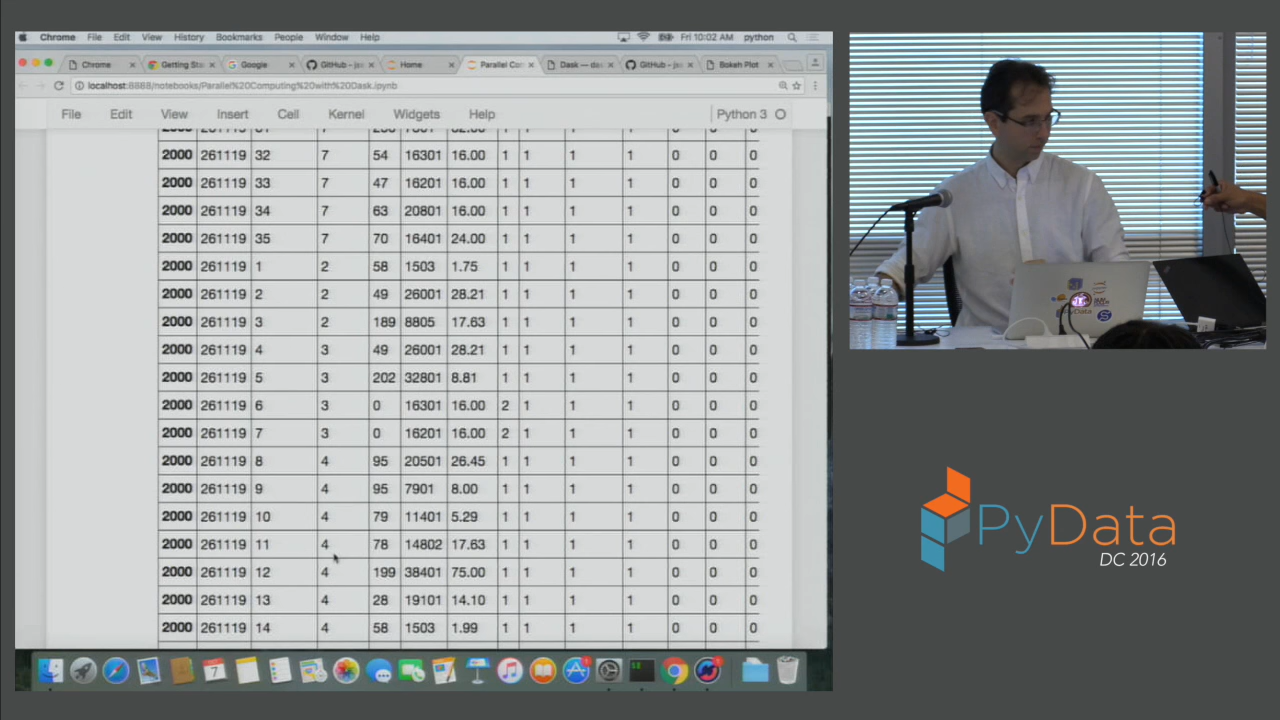 Chrome File Edit View History Bookmarks People Window Help Fri 10:02 AM python
Chrome Getting Sta Google GitHub - jsc Home Parallel Com Dask — das GitHub - jsc Bokeh Plot
localhost:8888/notebooks/Parallel%20Computing%20with%20Dask.ipynb
File Edit View Insert Cell Kernel Widgets Help Python 3
2000 261119 32 7 54 16301 16.00 1 1 1 1 0 0 0
2000 261119 33 7 47 16201 16.00 1 1 1 1 0 0 0
2000 261119 34 7 63 20801 16.00 1 1 1 1 0 0 0
2000 261119 35 7 70 16401 24.00 1 1 1 1 0 0 0
2000 261119 1 2 58 1503 1.75 1 1 1 1 0 0 0
2000 261119 2 2 49 26001 28.21 1 1 1 1 0 0 0
2000 261119 3 2 189 8805 17.63 1 1 1 1 0 0 0
2000 261119 4 3 49 26001 28.21 1 1 1 1 0 0 0
2000 261119 5 3 202 32801 8.81 1 1 1 1 0 0 0
2000 261119 6 3 0 16301 16.00 2 1 1 1 0 0 0
2000 261119 7 3 0 16201 16.00 2 1 1 1 0 0 0
2000 261119 8 4 95 20501 26.45 1 1 1 1 0 0 0
2000 261119 9 4 95 7901 8.00 1 1 1 1 0 0 0
2000 261119 10 4 79 11401 5.29 1 1 1 1 0 0 0
2000 261119 11 4 78 14802 17.63 1 1 1 1 0 0 0
2000 261119 12 4 199 38401 75.00 1 1 1 1 0 0 0
2000 261119 13 4 28 19101 14.10 1 1 1 1 0 0 0
2000 261119 14 4 58 1503 1.99 1 1 1 1 0 0 0
PyData
DC 2016